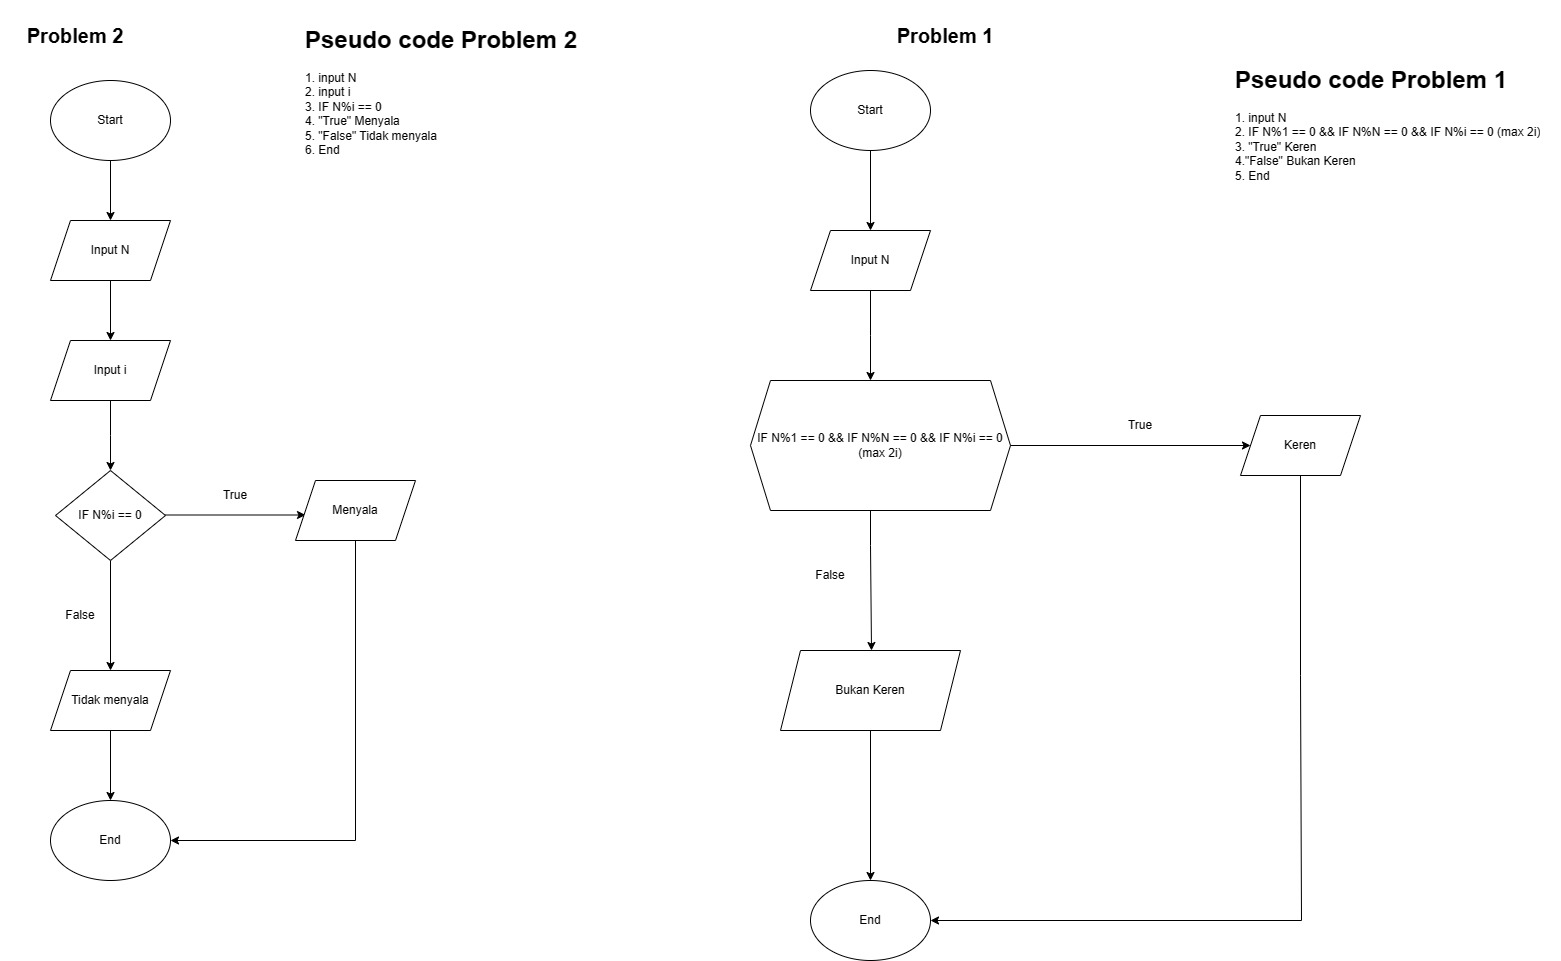 Problem 2
Pseudo code Problem 2
1. input N
2. input i
3. IF N%i == 0
4. "True" Menyala
5. "False" Tidak menyala
6. End
Start
Input N
Input i
IF N%i == 0
True
Menyala
False
Tidak menyala
End
Problem 1
Pseudo code Problem 1
1. input N
2. IF N%1 == 0 && IF N%N == 0 && IF N%i == 0 (max 2i)
3. "True" Keren
4."False" Bukan Keren
5. End
Start
Input N
IF N%1 == 0 && IF N%N == 0 && IF N%i == 0
(max 2i)
True
Keren
False
Bukan Keren
End